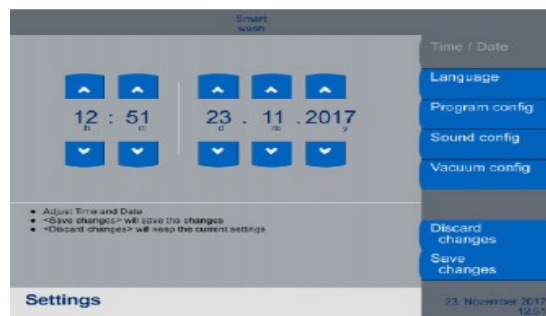 Smart
wash
Time / Date
Language
Program config
Sound config
Vacuum config
12 : 51
h m
23 . 11 . 2017
d m y
• Adjust Time and Date
• <Save changes> will save the changes
• <Discard changes> will keep the current settings
Discard
changes
Save
changes
Settings
23. November 2017
12:51